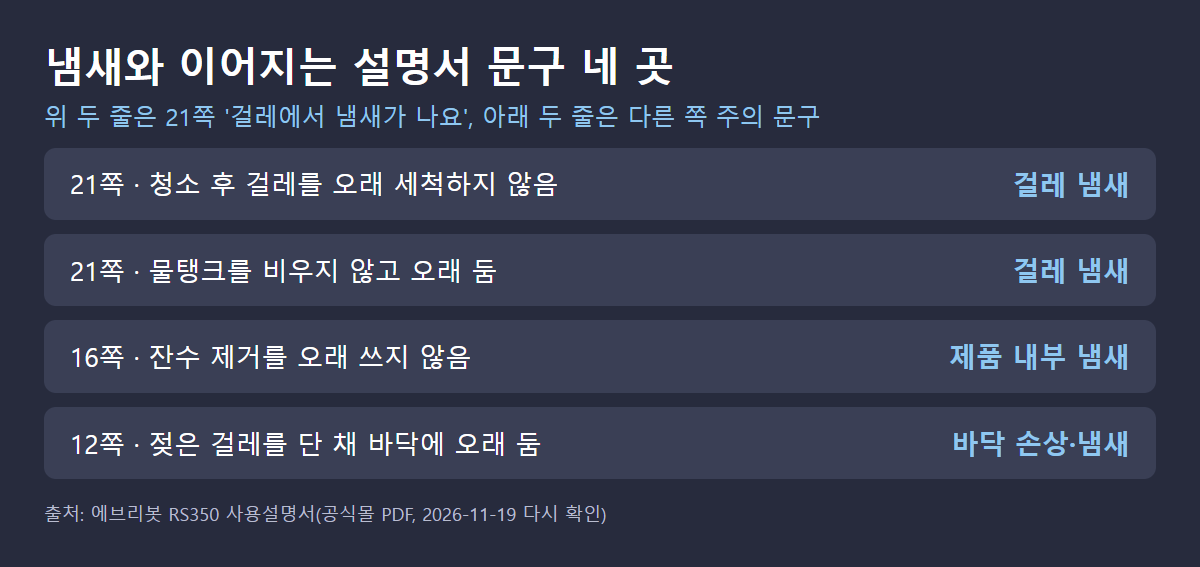 냄새와 이어지는 설명서 문구 네 곳
위 두 줄은 21쪽 '걸레에서 냄새가 나요', 아래 두 줄은 다른 쪽 주의 문구
21쪽 · 청소 후 걸레를 오래 세척하지 않음 걸레 냄새
21쪽 · 물탱크를 비우지 않고 오래 둠 걸레 냄새
16쪽 · 잔수 제거를 오래 쓰지 않음 제품 내부 냄새
12쪽 · 젖은 걸레를 단 채 바닥에 오래 둠 바닥 손상·냄새
출처: 에브리봇 RS350 사용설명서(공식몰 PDF, 2026-11-19 다시 확인)